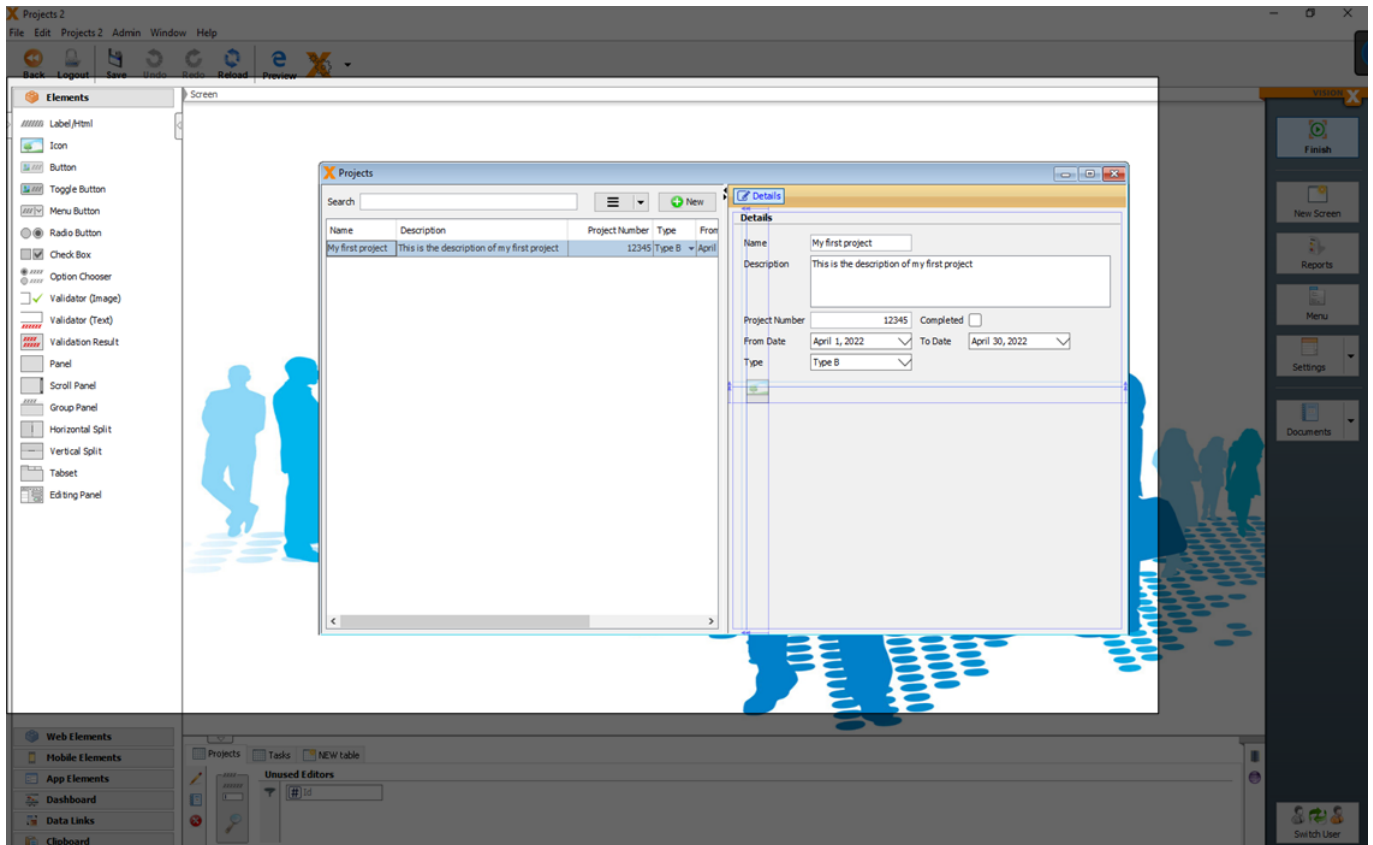 Projects 2
File Edit Projects 2 Admin Window Help
Back Logout Save Undo Redo Reload Preview
Elements
Screen
VISION X
Label/Html
Icon
Button
Toggle Button
Menu Button
Radio Button
Check Box
Option Chooser
Validator (Image)
Validator (Text)
Validation Result
Panel
Scroll Panel
Group Panel
Horizontal Split
Vertical Split
Tabset
Editing Panel
Projects
Search
New
Name Description Project Number Type From
My first project This is the description of my first project 12345 Type B April
Details
Details
Name My first project
Description This is the description of my first project
Project Number 12345 Completed
From Date April 1, 2022 To Date April 30, 2022
Type Type B
Finish
New Screen
Reports
Menu
Settings
Documents
Switch User
Web Elements
Mobile Elements
App Elements
Dashboard
Data Links
Clipboard
Projects Tasks NEW table
Unused Editors
# Id